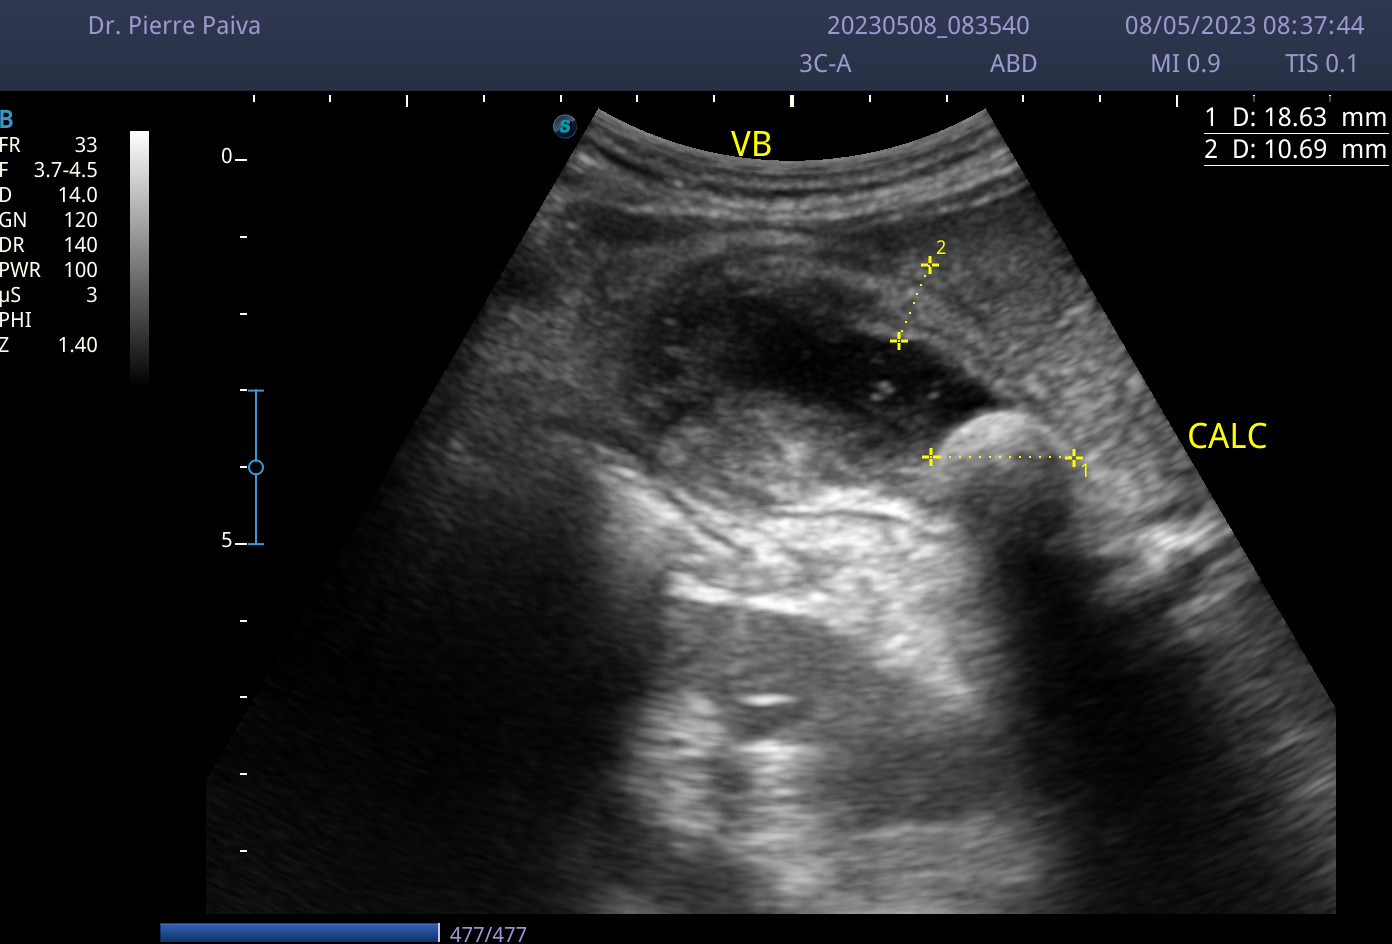 Dr. Pierre Paiva 20230508_083540 08/05/2023 08:37:44
3C-A ABD MI 0.9 TIS 0.1
B
FR 33
F 3.7-4.5
D 14.0
GN 120
DR 140
PWR 100
µS 3
PHI
Z 1.40
1 D: 18.63 mm
2 D: 10.69 mm
S
VB
0
2
CALC
1
5
477/477